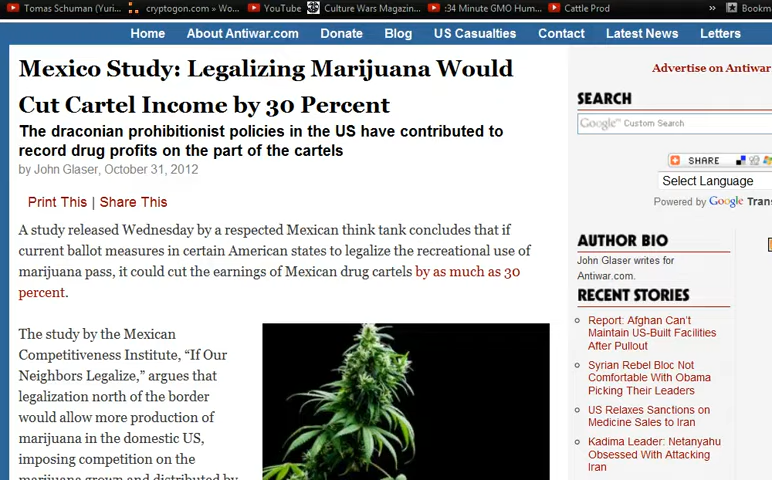 Tomas Schuman (Yuri... cryptogon.com » Wo... YouTube Culture Wars Magazin... :34 Minute GMO Hum... Cattle Prod » Bookm
Home About Antiwar.com Donate Blog US Casualties Contact Latest News Letters
Mexico Study: Legalizing Marijuana Would
Cut Cartel Income by 30 Percent
The draconian prohibitionist policies in the US have contributed to
record drug profits on the part of the cartels
by John Glaser, October 31, 2012
Print This | Share This
A study released Wednesday by a respected Mexican think tank concludes that if
current ballot measures in certain American states to legalize the recreational use of
marijuana pass, it could cut the earnings of Mexican drug cartels by as much as 30
percent.
The study by the Mexican
Competitiveness Institute, “If Our
Neighbors Legalize,” argues that
legalization north of the border
would allow more production of
marijuana in the domestic US,
imposing competition on the
marijuana grown and distributed by
Advertise on Antiwar
SEARCH
Google™ Custom Search
SHARE
Select Language
Powered by Google Trans
AUTHOR BIO
John Glaser writes for
Antiwar.com.
RECENT STORIES
Report: Afghan Can’t
Maintain US-Built Facilities
After Pullout
Syrian Rebel Bloc Not
Comfortable With Obama
Picking Their Leaders
US Relaxes Sanctions on
Medicine Sales to Iran
Kadima Leader: Netanyahu
Obsessed With Attacking
Iran